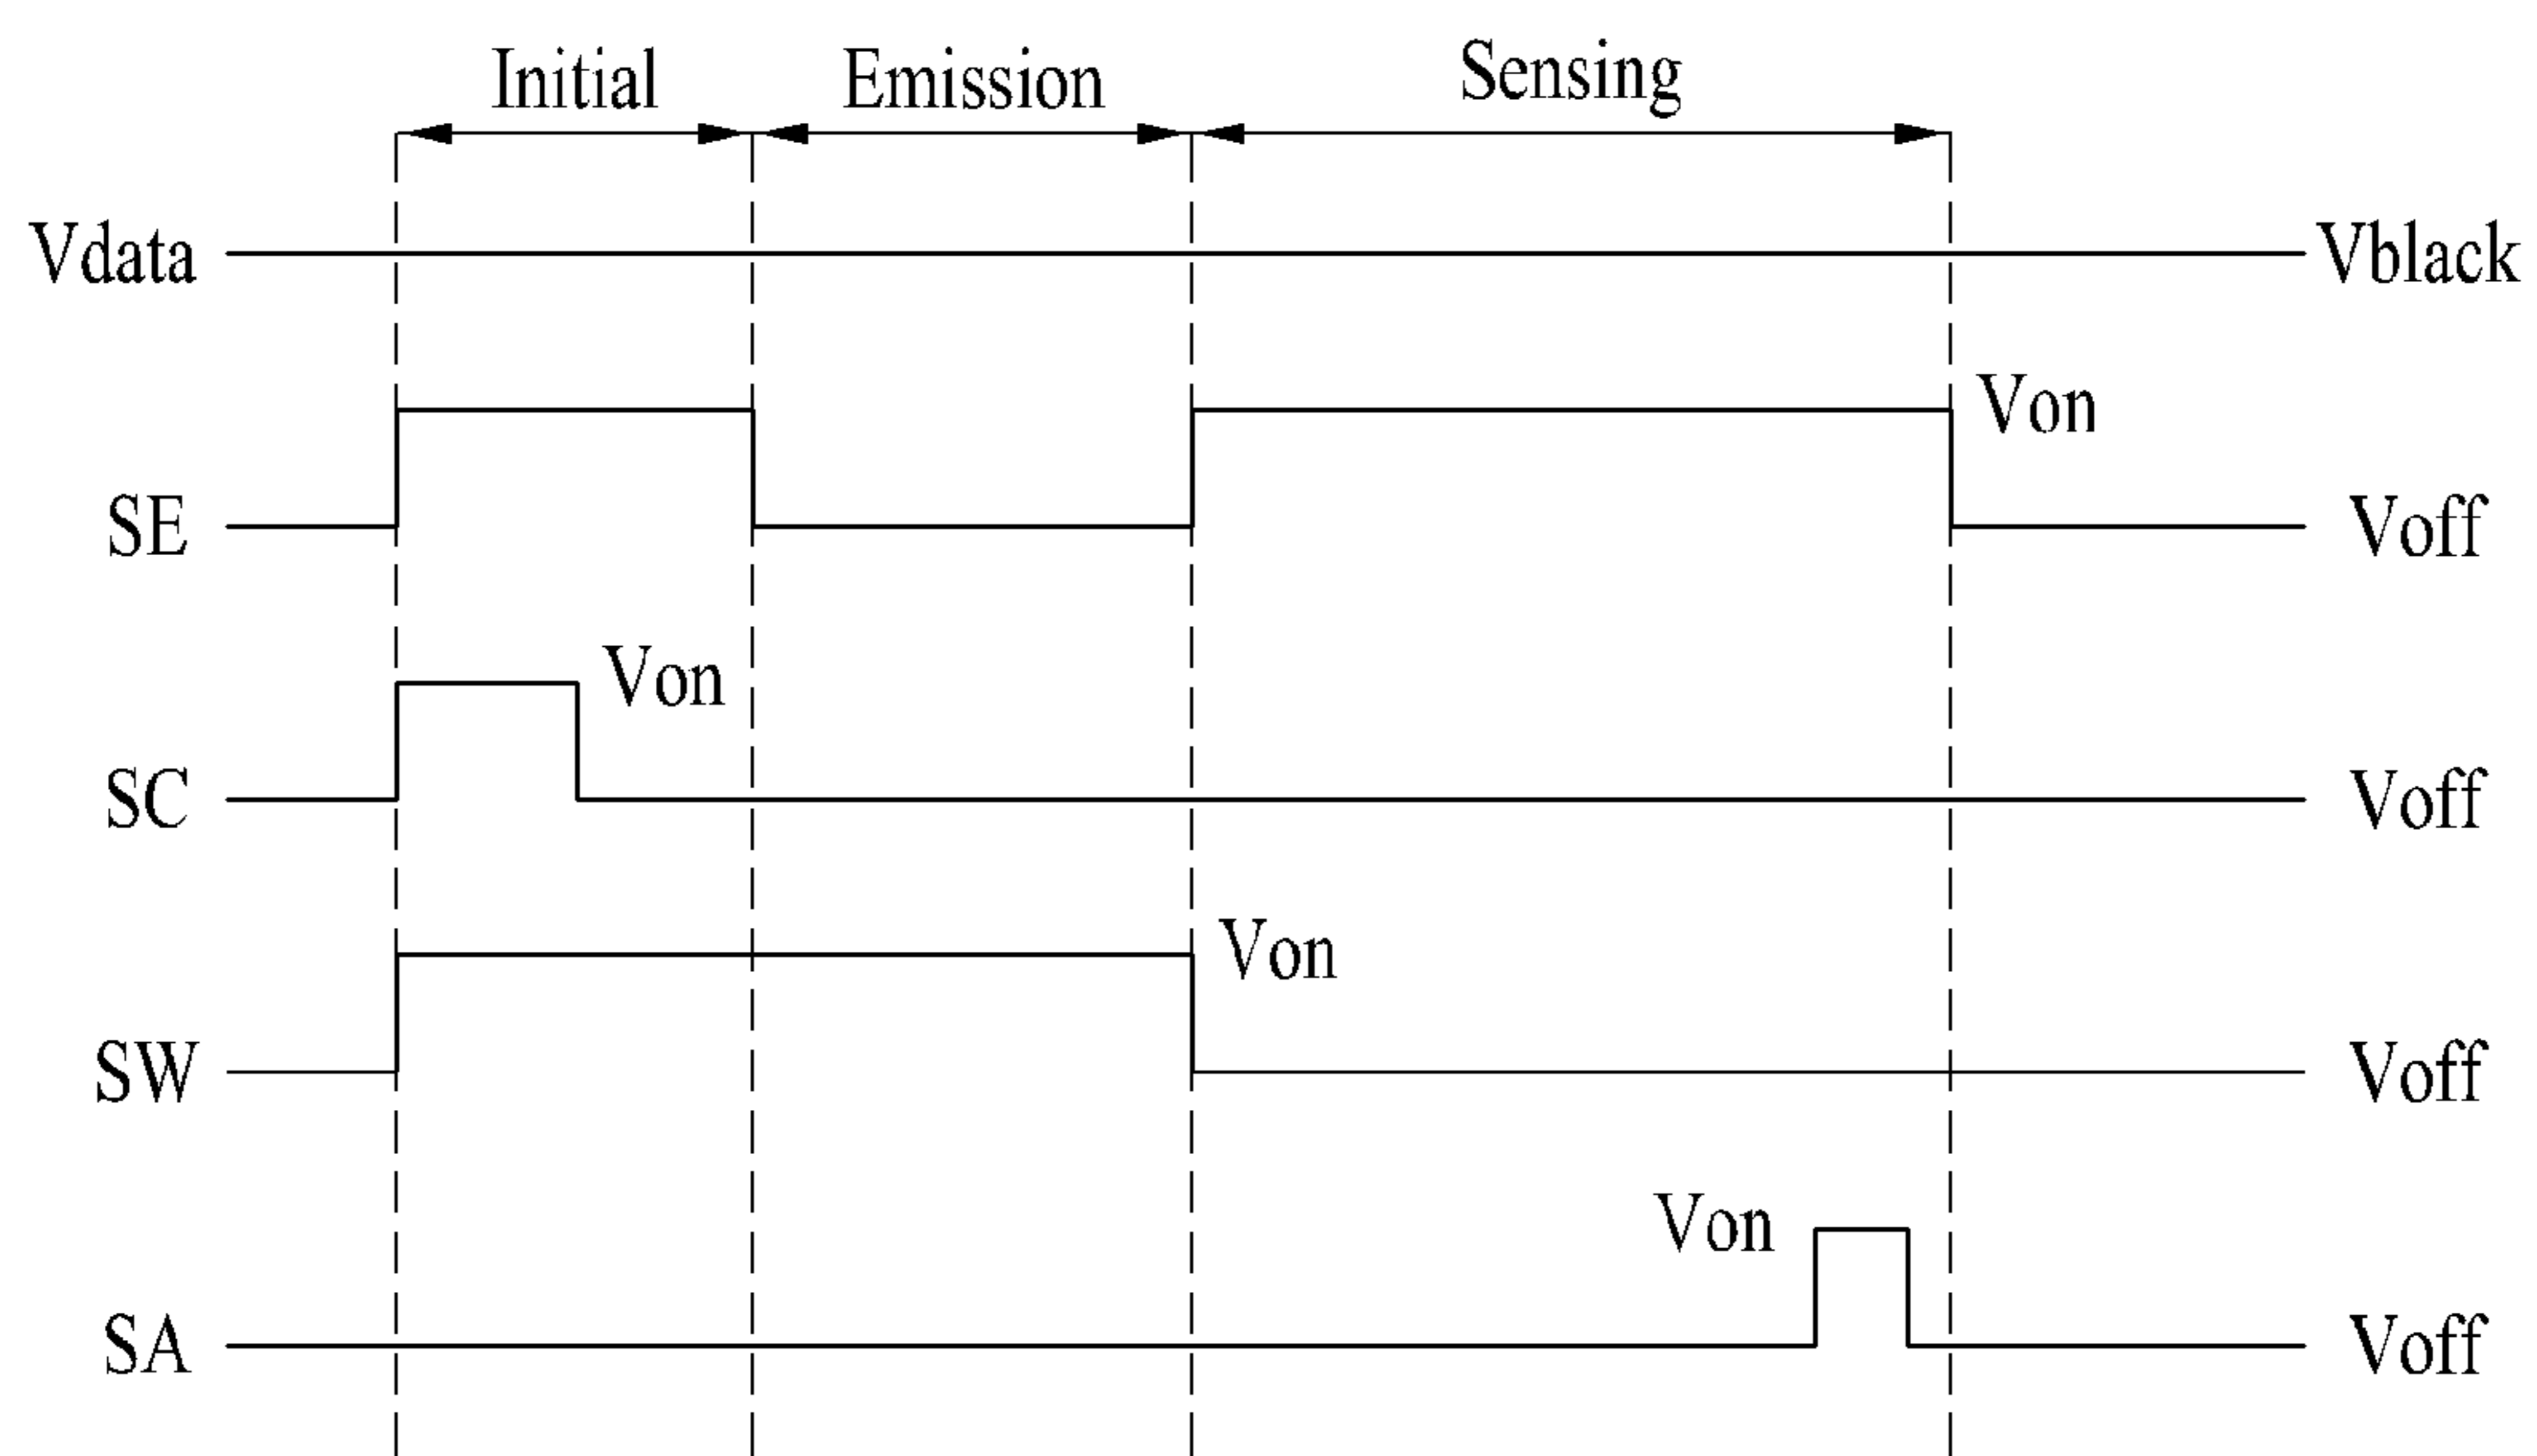 Initial Emission Sensing
Vdata Vblack
Von
SE Voff
Von
SC Voff
Von
SW Voff
Von
SA Voff